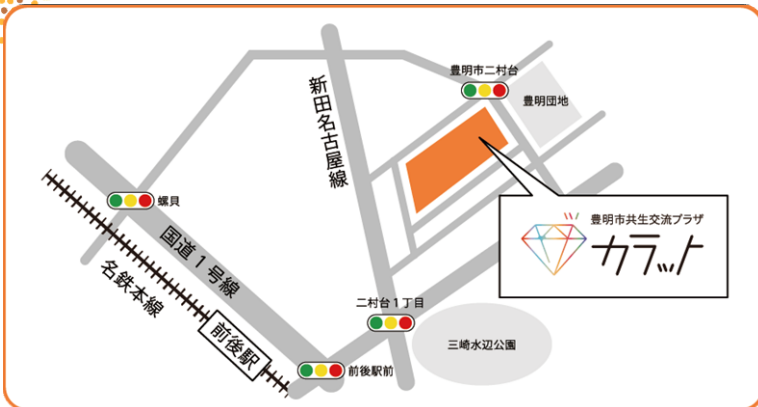 豊明市二村台
豊明団地
新田名古屋線
螺貝
豊明市共生交流プラザ
カラット
国道1号線
名鉄本線
二村台1丁目
前後駅
三崎水辺公園
前後駅前